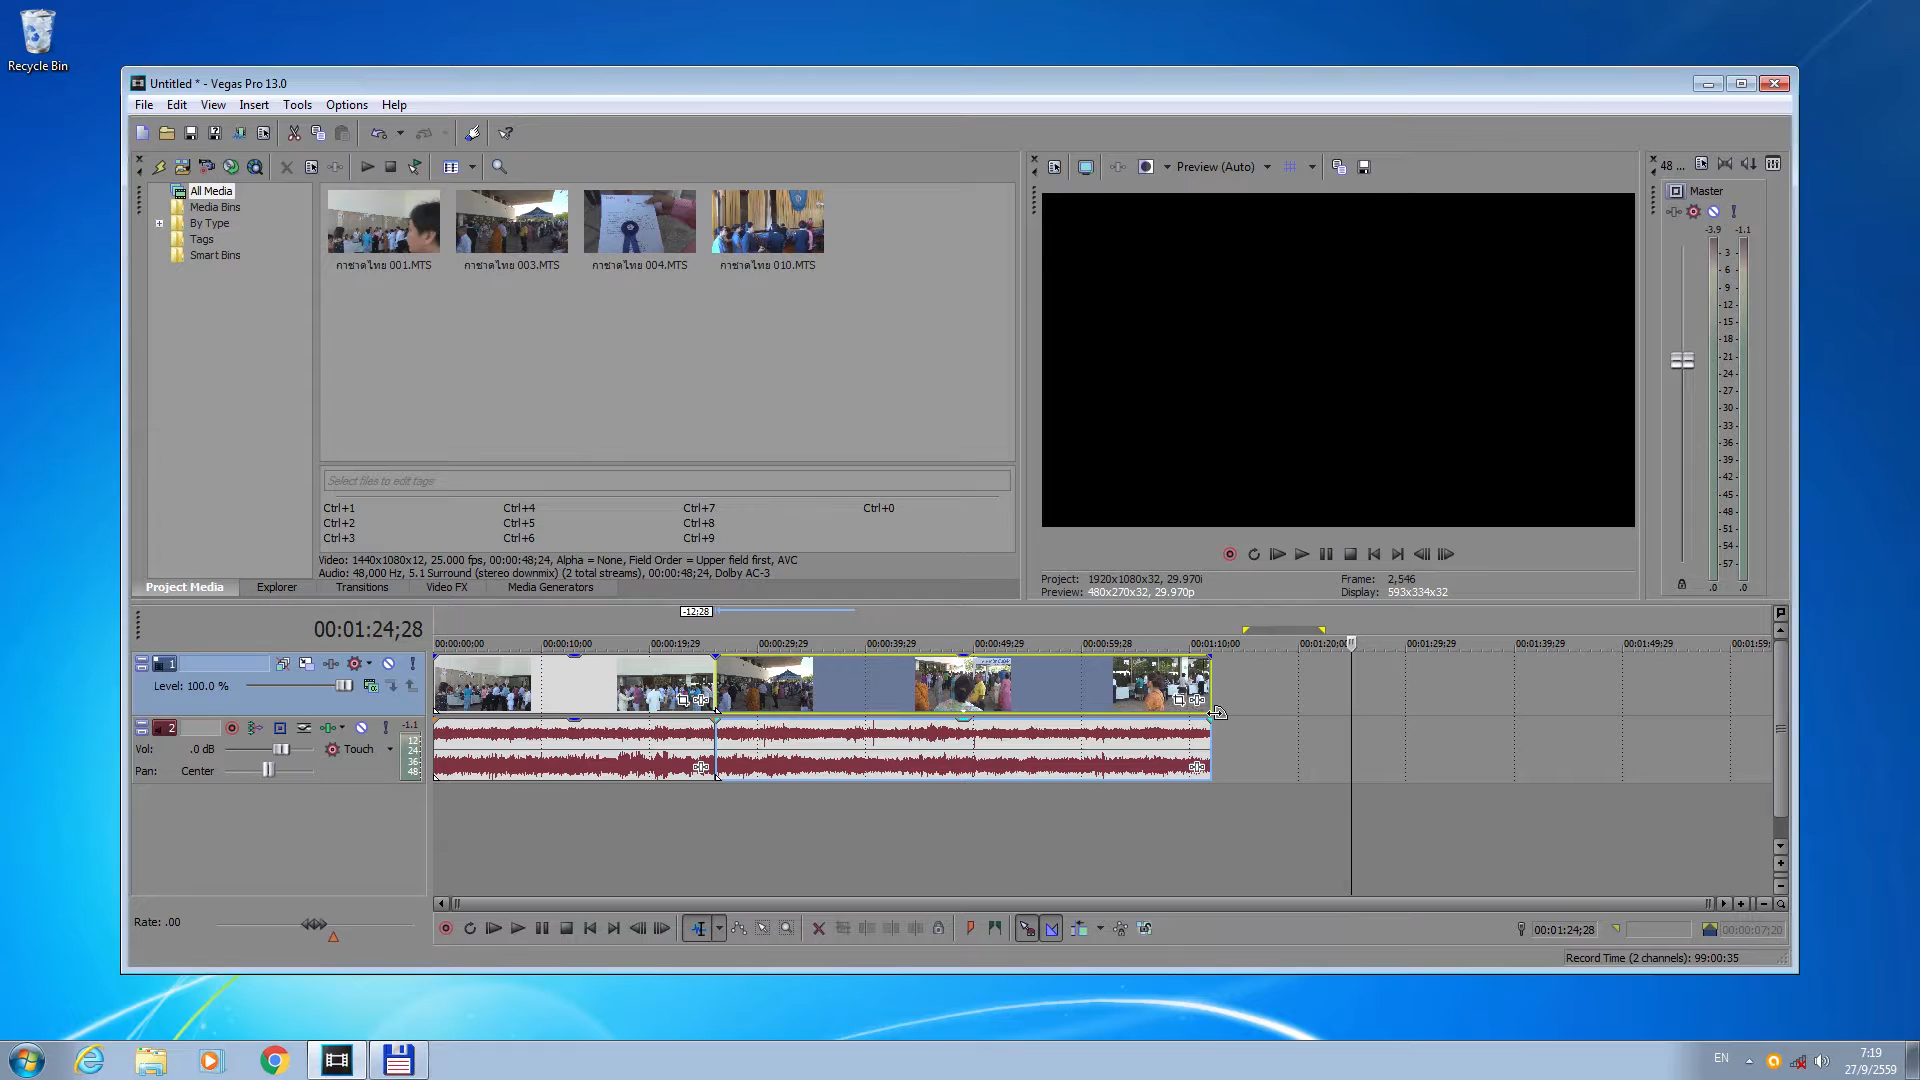 Recycle Bin
Untitled * - Vegas Pro 13.0
File Edit View Insert Tools Options Help
All Media
Media Bins
By Type
Tags
Smart Bins
กาชาดไทย 001.MTS
กาชาดไทย 003.MTS
กาชาดไทย 004.MTS
กาชาดไทย 010.MTS
Select files to edit tags
Ctrl+1 Ctrl+4 Ctrl+7 Ctrl+0
Ctrl+2 Ctrl+5 Ctrl+8
Ctrl+3 Ctrl+6 Ctrl+9
Video: 1440x1080x12, 25.000 fps, 00:00:48;24, Alpha = None, Field Order = Upper field first, AVC
Audio: 48,000 Hz, 5.1 Surround (stereo downmix) (2 total streams), 00:00:48;24, Dolby AC-3
Project Media Explorer Transitions Video FX Media Generators
Preview (Auto)
Project: 1920x1080x32, 29.970i Frame: 2,546
Preview: 480x270x32, 29.970p Display: 593x334x32
48 ...
Master
-3.9 -1.1
3
6
9
12
15
18
21
24
27
30
33
36
39
42
45
48
51
54
57
.0 .0
-12;28
00:01:24;28
00:00:00;00 00:00:10;00 00:00:19;29 00:00:29;29 00:00:39;29 00:00:49;29 00:00:59;28 00:01:10;00 00:01:20;00 00:01:29;29 00:01:39;29 00:01:49;29 00:01:59;
1
Level: 100.0 %
2
-1.1
Vol: .0 dB Touch
Pan: Center
12
24
36
48
Rate: .00
00:01:24;28 00:00:07;20
Record Time (2 channels): 99:00:35
EN
7:19
27/9/2559